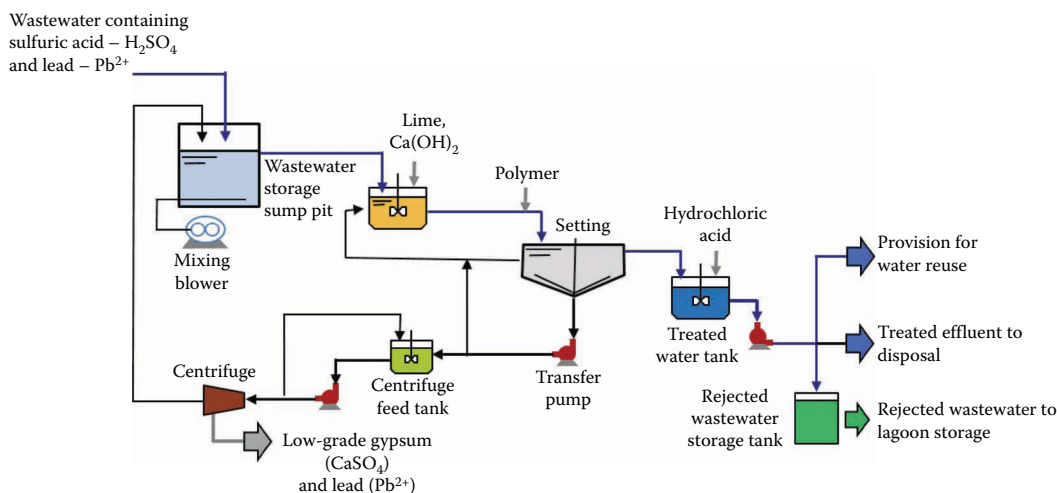 Wastewater containing
sulfuric acid – H₂SO₄
and lead – Pb²⁺
Lime,
Ca(OH)₂
Wastewater
storage
sump pit
Polymer
Mixing
blower
Setting
Hydrochloric
acid
Provision for
water reuse
Treated water tank
Treated effluent to
disposal
Centrifuge
Centrifuge
feed tank
Transfer
pump
Rejected
wastewater
storage tank
Rejected wastewater to
lagoon storage
Low-grade gypsum
(CaSO₄)
and lead (Pb²⁺)